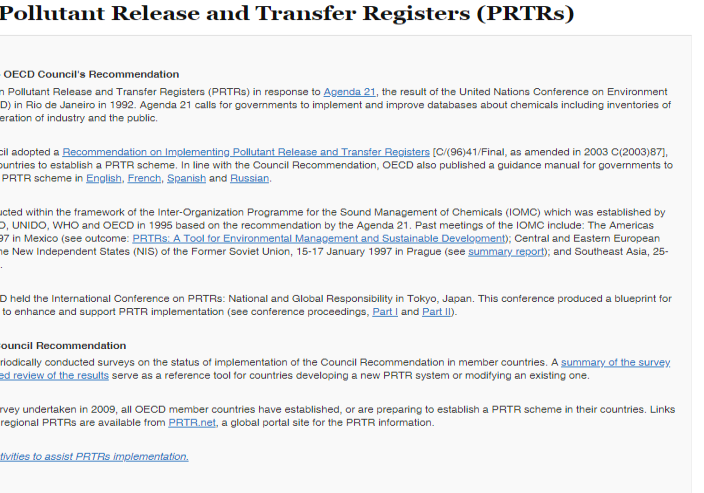 Pollutant Release and Transfer Registers (PRTRs)
OECD Council's Recommendation
n Pollutant Release and Transfer Registers (PRTRs) in response to Agenda 21, the result of the United Nations Conference on Environment
D) in Rio de Janeiro in 1992. Agenda 21 calls for governments to implement and improve databases about chemicals including inventories of
eration of industry and the public.
cil adopted a Recommendation on Implementing Pollutant Release and Transfer Registers [C/(96)41/Final, as amended in 2003 C(2003)87],
ountries to establish a PRTR scheme. In line with the Council Recommendation, OECD also published a guidance manual for governments to
PRTR scheme in English, French, Spanish and Russian.
ucted within the framework of the Inter-Organization Programme for the Sound Management of Chemicals (IOMC) which was established by
O, UNIDO, WHO and OECD in 1995 based on the recommendation by the Agenda 21. Past meetings of the IOMC include: The Americas
97 in Mexico (see outcome: PRTRs: A Tool for Environmental Management and Sustainable Development); Central and Eastern European
he New Independent States (NIS) of the Former Soviet Union, 15-17 January 1997 in Prague (see summary report); and Southeast Asia, 25-
.
D held the International Conference on PRTRs: National and Global Responsibility in Tokyo, Japan. This conference produced a blueprint for
to enhance and support PRTR implementation (see conference proceedings, Part I and Part II).
ouncil Recommendation
riodically conducted surveys on the status of implementation of the Council Recommendation in member countries. A summary of the survey
ed review of the results serve as a reference tool for countries developing a new PRTR system or modifying an existing one.
rvey undertaken in 2009, all OECD member countries have established, or are preparing to establish a PRTR scheme in their countries. Links
regional PRTRs are available from PRTR.net, a global portal site for the PRTR information.
tivities to assist PRTRs implementation.